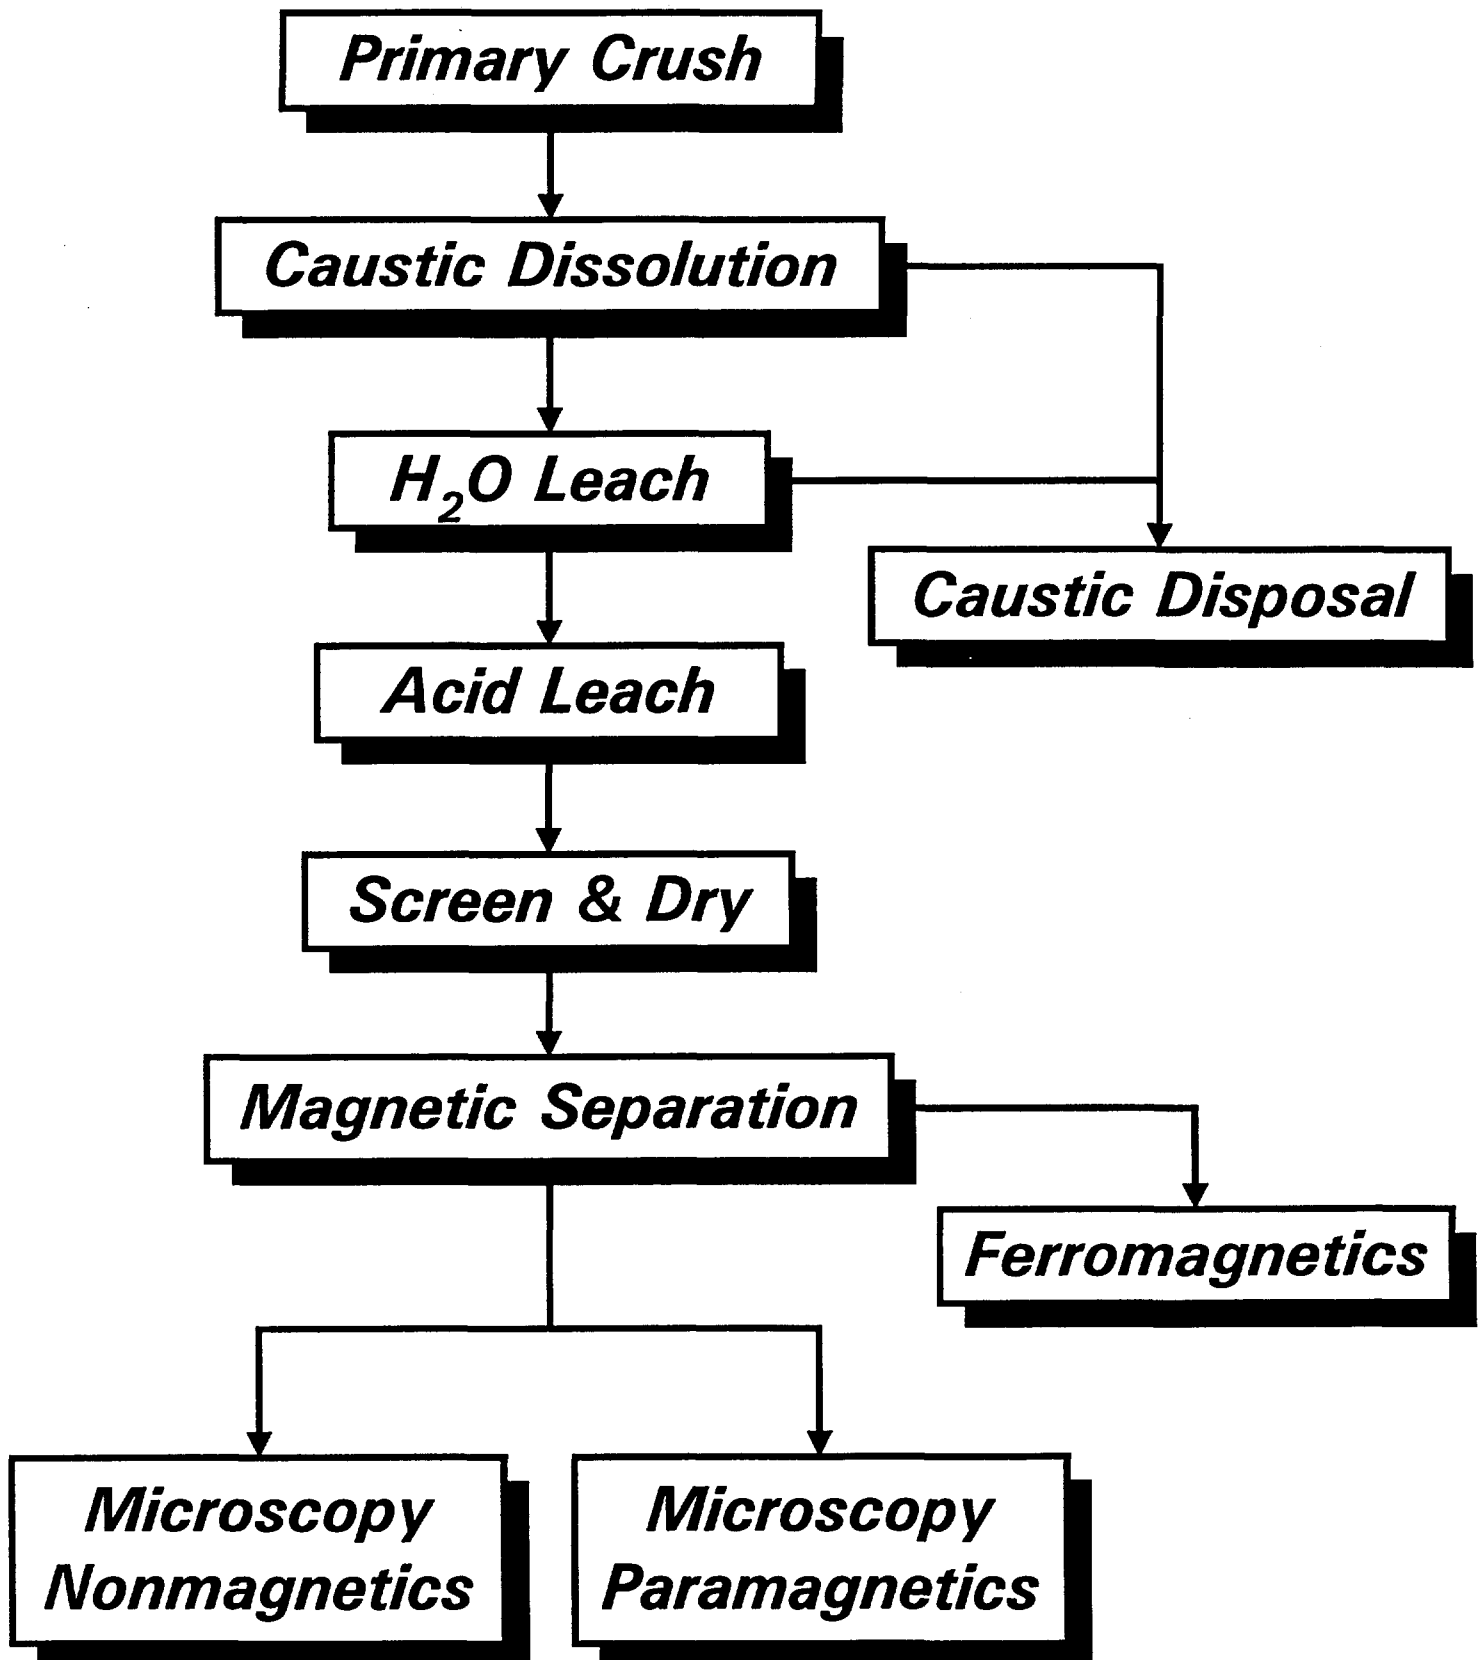 Primary Crush
Caustic Dissolution
H₂O Leach
Caustic Disposal
Acid Leach
Screen & Dry
Magnetic Separation
Ferromagnetics
Microscopy
Nonmagnetics
Microscopy
Paramagnetics